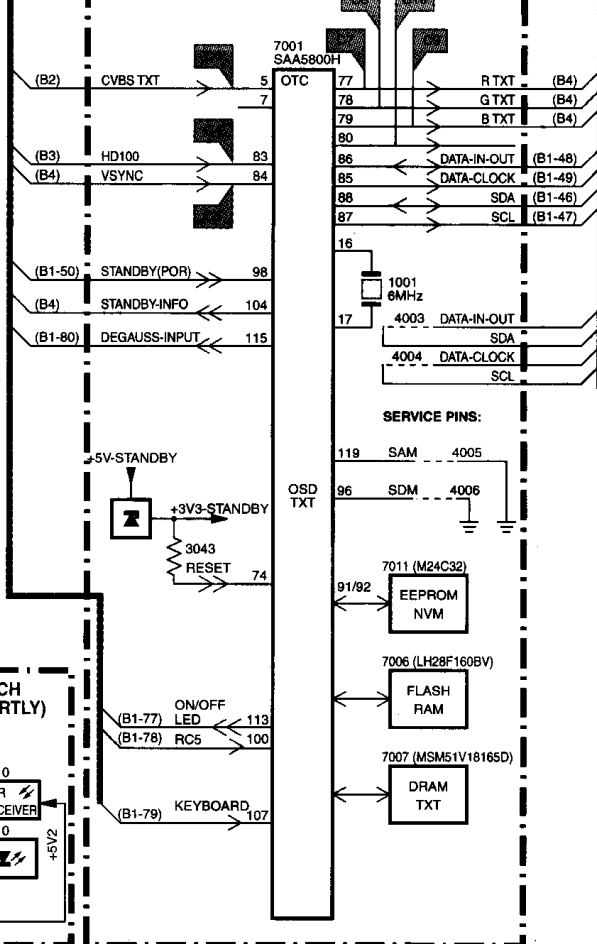 7001
SAA5800H
OTC
(B2) CVBS TXT 5
7
(B3) HD100 83
(B4) VSYNC 84
(B1-50) STANDBY(POR) 98
(B4) STANDBY-INFO 104
(B1-80) DEGAUSS-INPUT 115
77 R TXT (B4)
78 G TXT (B4)
79 B TXT (B4)
80
86 DATA-IN-OUT (B1-48)
85 DATA-CLOCK (B1-49)
88 SDA (B1-46)
87 SCL (B1-47)
16
1001
6MHz
17
4003 DATA-IN-OUT
SDA
4004 DATA-CLOCK
SCL
SERVICE PINS:
119 SAM 4005
96 SDM 4006
OSD
TXT
+5V-STANDBY
+3V3-STANDBY
3043
RESET
74
7011 (M24C32)
91/92
EEPROM
NVM
7006 (LH28F160BV)
FLASH
RAM
7007 (MSM51V18165D)
DRAM
TXT
ON/OFF
(B1-77) LED 113
(B1-78) RC5 100
(B1-79) KEYBOARD 107
CH
RTLY)
0
R
CEIVER
0
+5V2